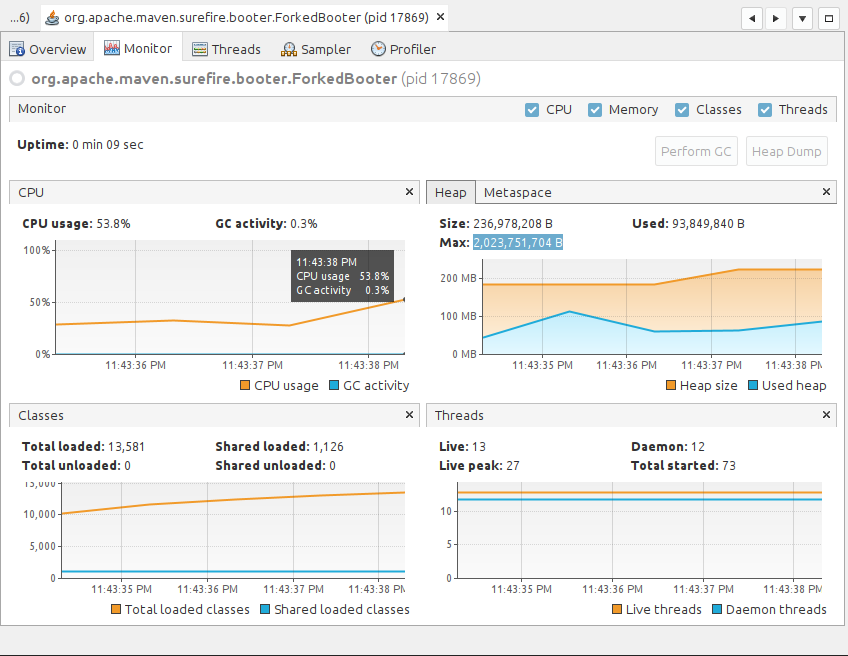 ...6) org.apache.maven.surefire.booter.ForkedBooter (pid 17869)
Overview Monitor Threads Sampler Profiler
org.apache.maven.surefire.booter.ForkedBooter (pid 17869)
Monitor CPU Memory Classes Threads
Uptime: 0 min 09 sec
Perform GC Heap Dump
CPU
CPU usage: 53.8% GC activity: 0.3%
100%
50%
0%
11:43:38 PM
CPU usage 53.8%
GC activity 0.3%
11:43:36 PM 11:43:37 PM 11:43:38 PM
CPU usage GC activity
Heap Metaspace
Size: 236,978,208 B Used: 93,849,840 B
Max: 2,023,751,704 B
200 MB
100 MB
0 MB
11:43:35 PM 11:43:36 PM 11:43:37 PM 11:43:38 PM
Heap size Used heap
Classes
Total loaded: 13,581 Shared loaded: 1,126
Total unloaded: 0 Shared unloaded: 0
15,000
10,000
5,000
0
11:43:35 PM 11:43:36 PM 11:43:37 PM 11:43:38 PM
Total loaded classes Shared loaded classes
Threads
Live: 13 Daemon: 12
Live peak: 27 Total started: 73
10
5
0
11:43:35 PM 11:43:36 PM 11:43:37 PM 11:43:38 PM
Live threads Daemon threads